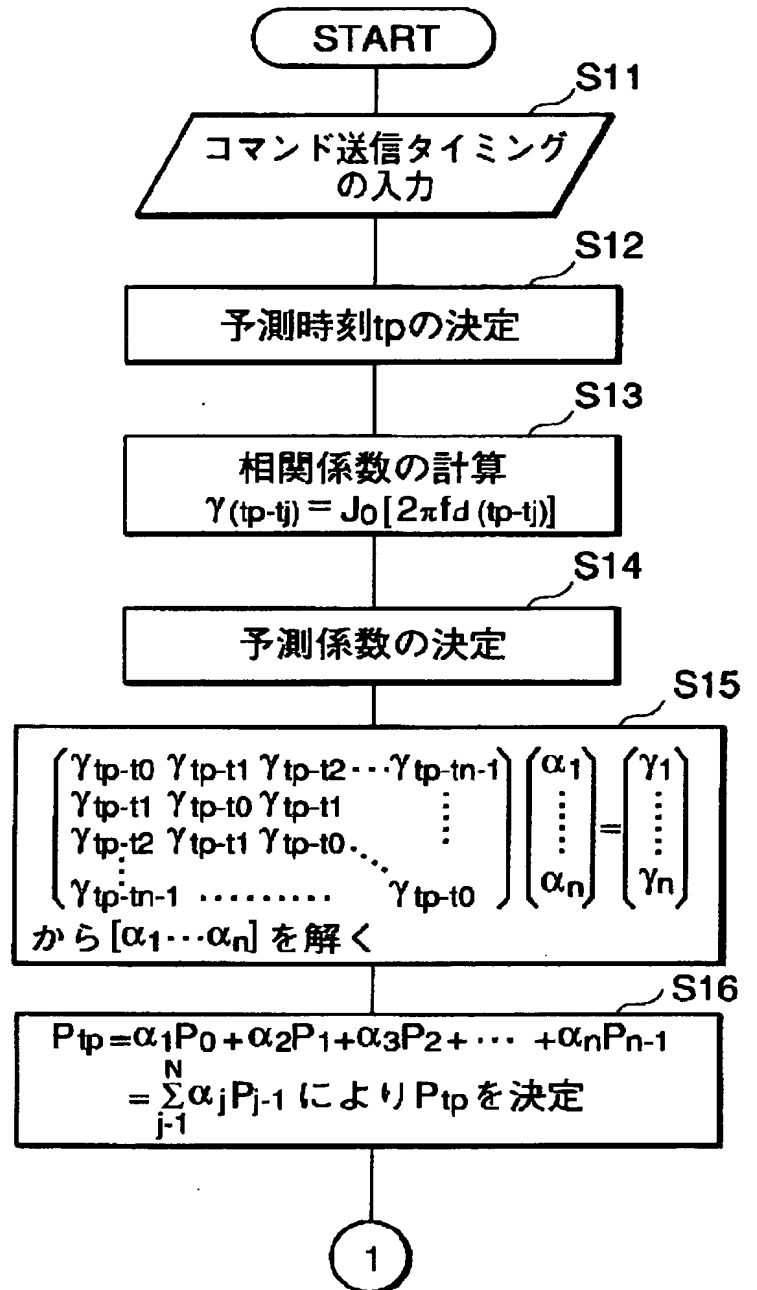 START
S11
コマンド送信タイミング
の入力
S12
予測時刻tpの決定
S13
相関係数の計算
γ(tp-tj) = J0[2πfd(tp-tj)]
S14
予測係数の決定
S15
γtp-t0 γtp-t1 γtp-t2 ··· γtp-tn-1 α1 γ1
γtp-t1 γtp-t0 γtp-t1 ⋮ ⋮ = ⋮
γtp-t2 γtp-t1 γtp-t0 ⋱ ⋮ ⋮
γtp-tn-1 ········· γtp-t0 αn γn
から[α1···αn]を解く
S16
Ptp=α1P0+α2P1+α3P2+ ··· +αnPn-1
N
= Σ αjPj-1 によりPtpを決定
j-1
1